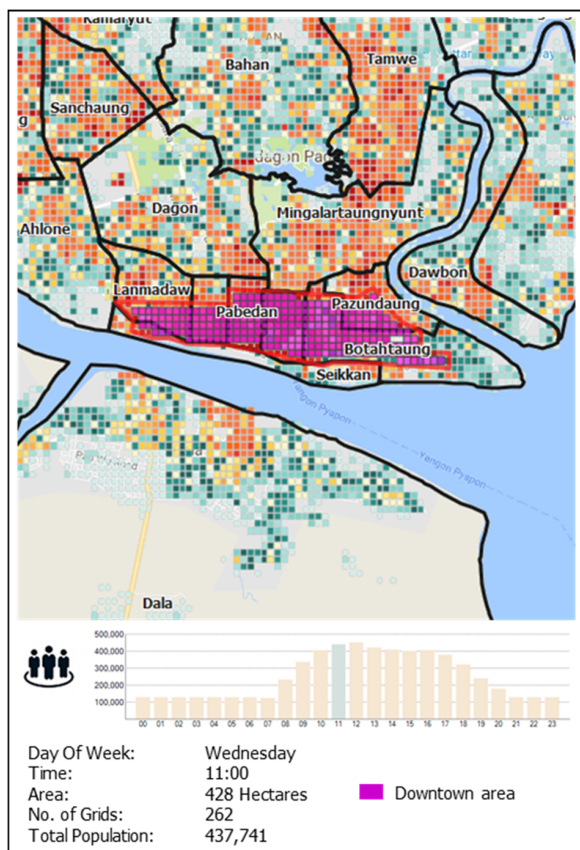 Kamaryut
Bahan
Tamwe
Sanchaung
Dagon
Mingalartaungnyunt
Ahlone
Dawbon
Lanmadaw
Pabedan
Pazundaung
Botahtaung
Seikkan
Yangon Pyapon
Yangon Pyapon
Dala
500,000
400,000
300,000
200,000
100,000
00 01 02 03 04 05 06 07 08 09 10 11 12 13 14 15 16 17 18 19 20 21 22 23
Day Of Week: Wednesday
Time: 11:00
Area: 428 Hectares
Downtown area
No. of Grids: 262
Total Population: 437,741